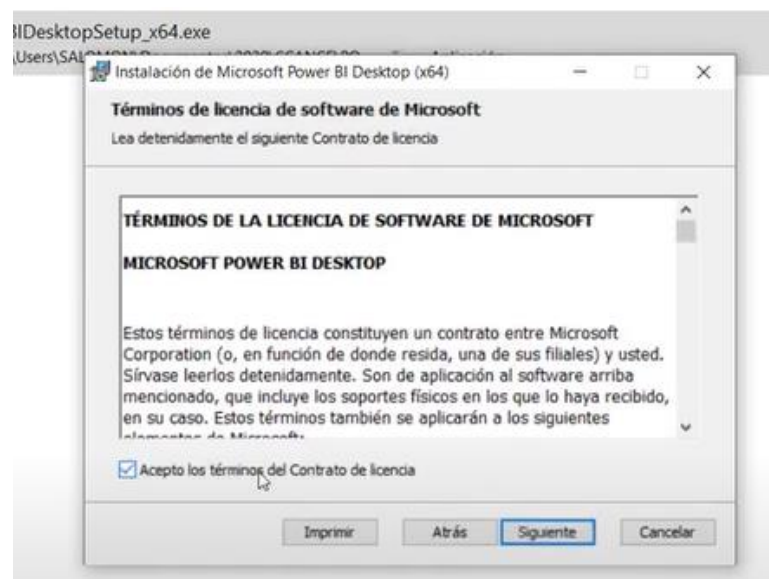 BIDesktopSetup_x64.exe
Instalación de Microsoft Power BI Desktop (x64)
Términos de licencia de software de Microsoft
Lea detenidamente el siguiente Contrato de licencia
TÉRMINOS DE LA LICENCIA DE SOFTWARE DE MICROSOFT
MICROSOFT POWER BI DESKTOP
Estos términos de licencia constituyen un contrato entre Microsoft
Corporation (o, en función de donde resida, una de sus filiales) y usted.
Sírvase leerlos detenidamente. Son de aplicación al software arriba
mencionado, que incluye los soportes físicos en los que lo haya recibido,
en su caso. Estos términos también se aplicarán a los siguientes
Acepto los términos del Contrato de licencia
Imprimir Atrás Siguiente Cancelar